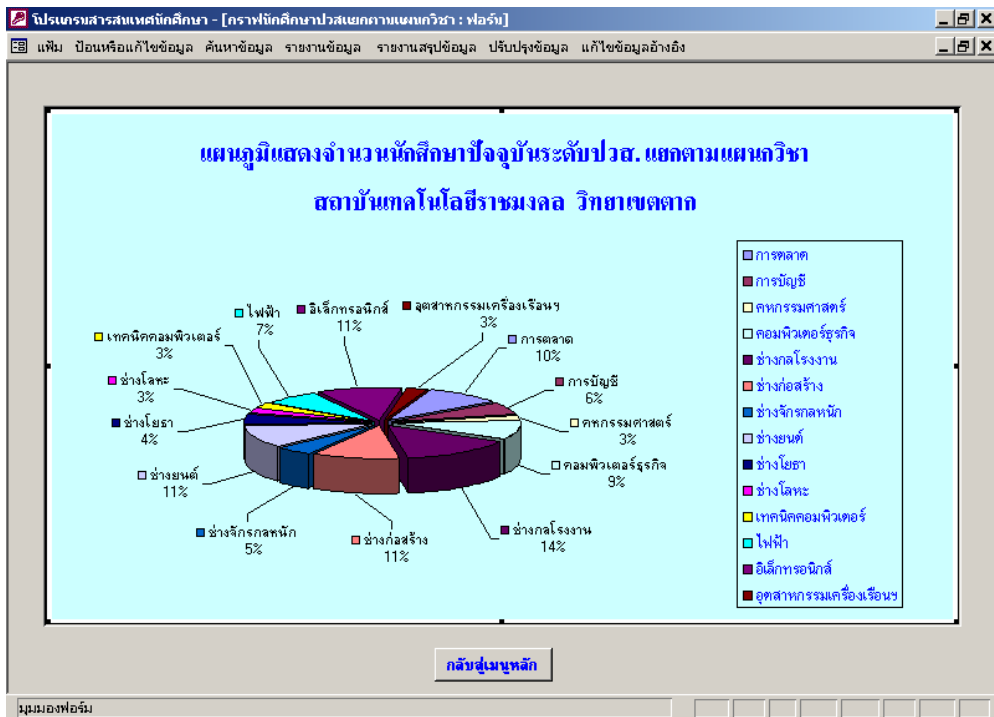 โปรแกรมสารสนเทศนักศึกษา - [กราฟนักศึกษาปวสแยกตามแผนกวิชา : ฟอร์ม]
แฟ้ม ป้อนหรือแก้ไขข้อมูล ค้นหาข้อมูล รายงานข้อมูล รายงานสรุปข้อมูล ปรับปรุงข้อมูล แก้ไขข้อมูลอ้างอิง
แผนภูมิแสดงจำนวนนักศึกษาปัจจุบันระดับปวส. แยกตามแผนกวิชา
สถาบันเทคโนโลยีราชมงคล วิทยาเขตตาก
อุตสาหกรรมเครื่องเรือนฯ
3%
อิเล็กทรอนิกส์
11%
ไฟฟ้า
7%
เทคนิคคอมพิวเตอร์
3%
ช่างโลหะ
3%
ช่างโยธา
4%
ช่างยนต์
11%
ช่างจักรกลหนัก
5%
ช่างก่อสร้าง
11%
ช่างกลโรงงาน
14%
คอมพิวเตอร์ธุรกิจ
9%
คหกรรมศาสตร์
3%
การบัญชี
6%
การตลาด
10%
การตลาด
การบัญชี
คหกรรมศาสตร์
คอมพิวเตอร์ธุรกิจ
ช่างกลโรงงาน
ช่างก่อสร้าง
ช่างจักรกลหนัก
ช่างยนต์
ช่างโยธา
ช่างโลหะ
เทคนิคคอมพิวเตอร์
ไฟฟ้า
อิเล็กทรอนิกส์
อุตสาหกรรมเครื่องเรือนฯ
กลับสู่เมนูหลัก
มุมมองฟอร์ม